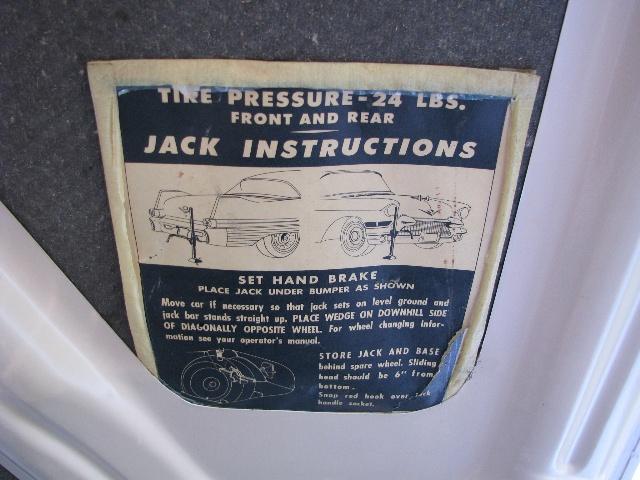 TIRE PRESSURE-24 LBS.
FRONT AND REAR
JACK INSTRUCTIONS
SET HAND BRAKE
PLACE JACK UNDER BUMPER AS SHOWN
Move car if necessary so that jack sets on level ground and
jack bar stands straight up. PLACE WEDGE ON DOWNHILL SIDE
OF DIAGONALLY OPPOSITE WHEEL. For wheel changing infor-
mation see your operator's manual.
STORE JACK AND BASE
behind spare wheel. Sliding
head should be 6" from
bottom.
Snap red hook over jack
handle socket.